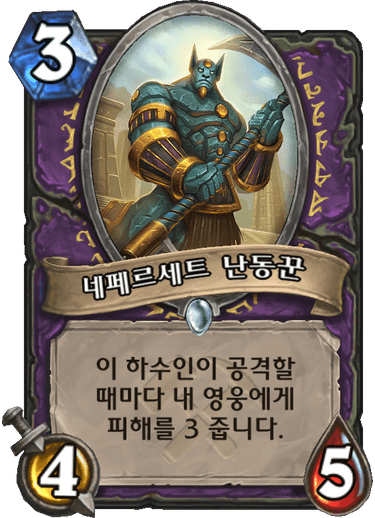 3
네페르세트 난동꾼
이 하수인이 공격할
때마다 내 영웅에게
피해를 3 줍니다.
4
5